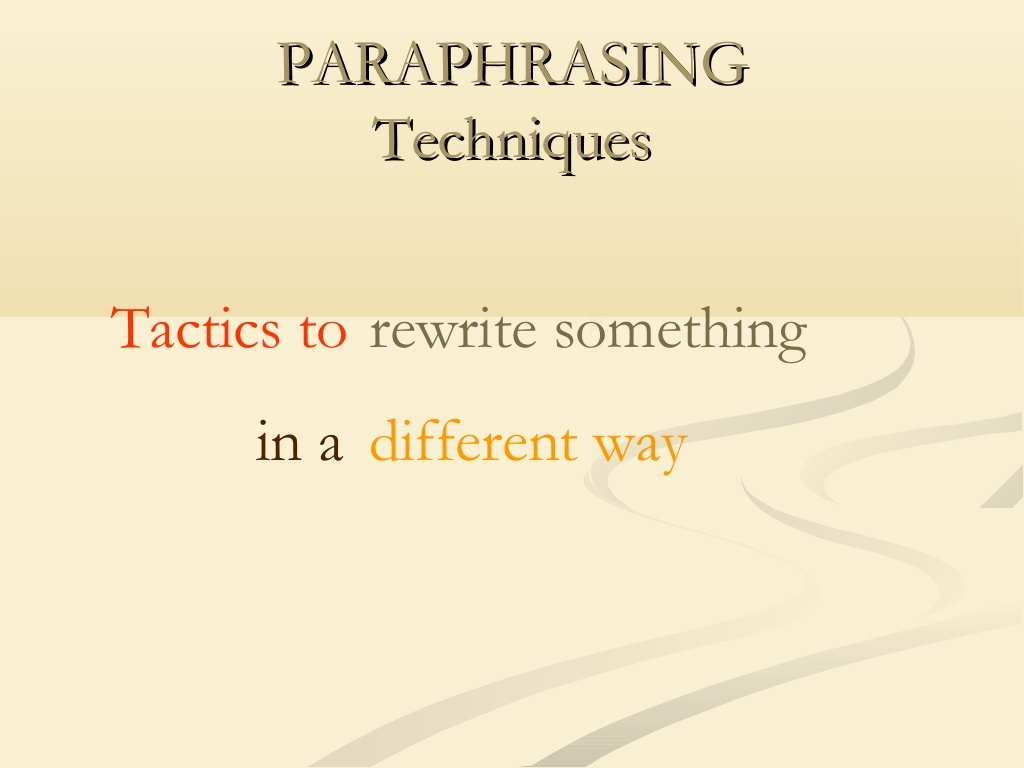 PARAPHRASING
Techniques
Tactics to rewrite something
in a different way